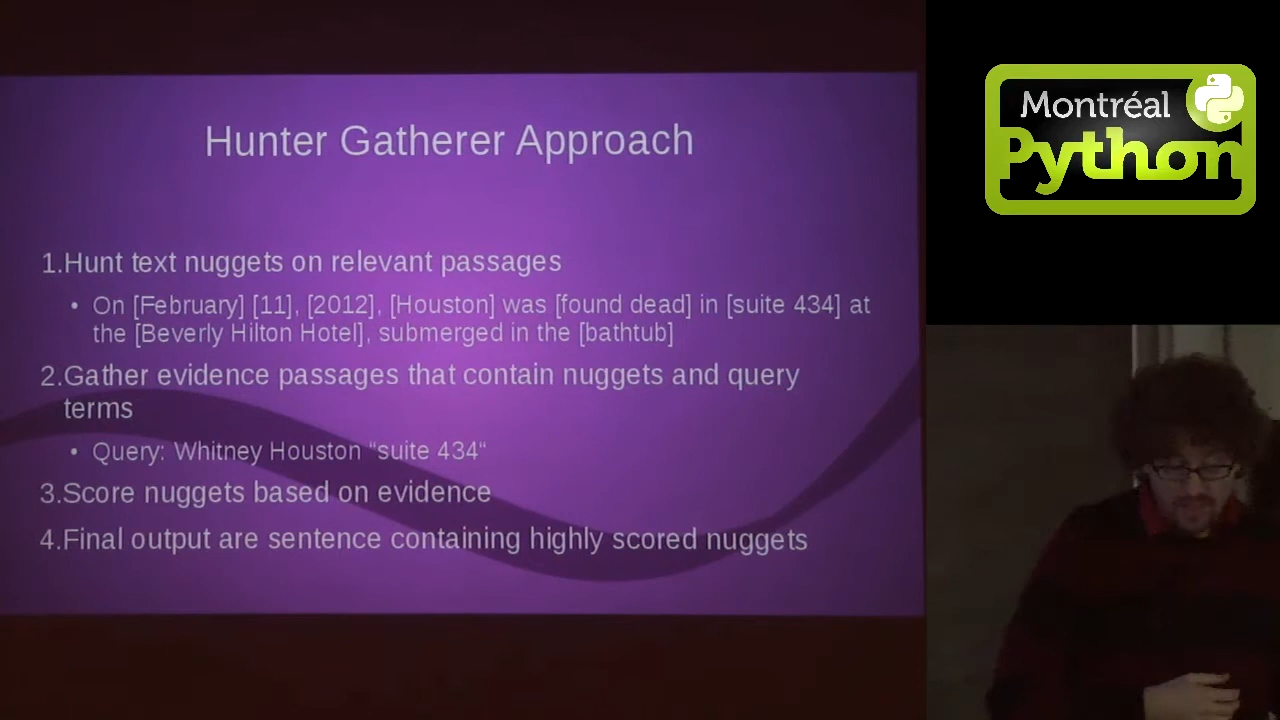 Hunter Gatherer Approach
1.Hunt text nuggets on relevant passages
• On [February] [11], [2012], [Houston] was [found dead] in [suite 434] at
the [Beverly Hilton Hotel], submerged in the [bathtub]
2.Gather evidence passages that contain nuggets and query
terms
• Query: Whitney Houston "suite 434"
3.Score nuggets based on evidence
4.Final output are sentence containing highly scored nuggets
Montréal
Python